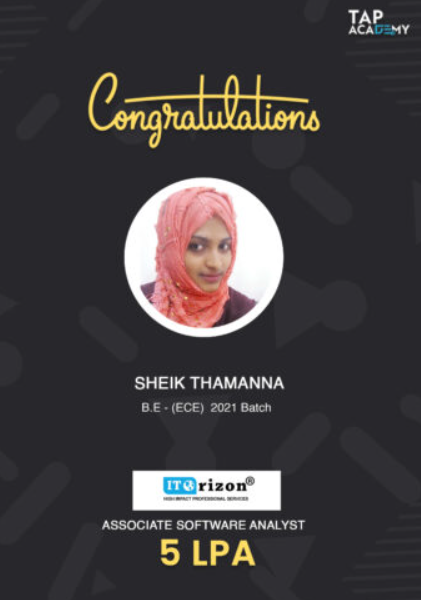 TAP
ACADEMY
Congratulations
SHEIK THAMANNA
B.E - (ECE) 2021 Batch
ITOrizon®
HIGH IMPACT PROFESSIONAL SERVICES
ASSOCIATE SOFTWARE ANALYST
5 LPA